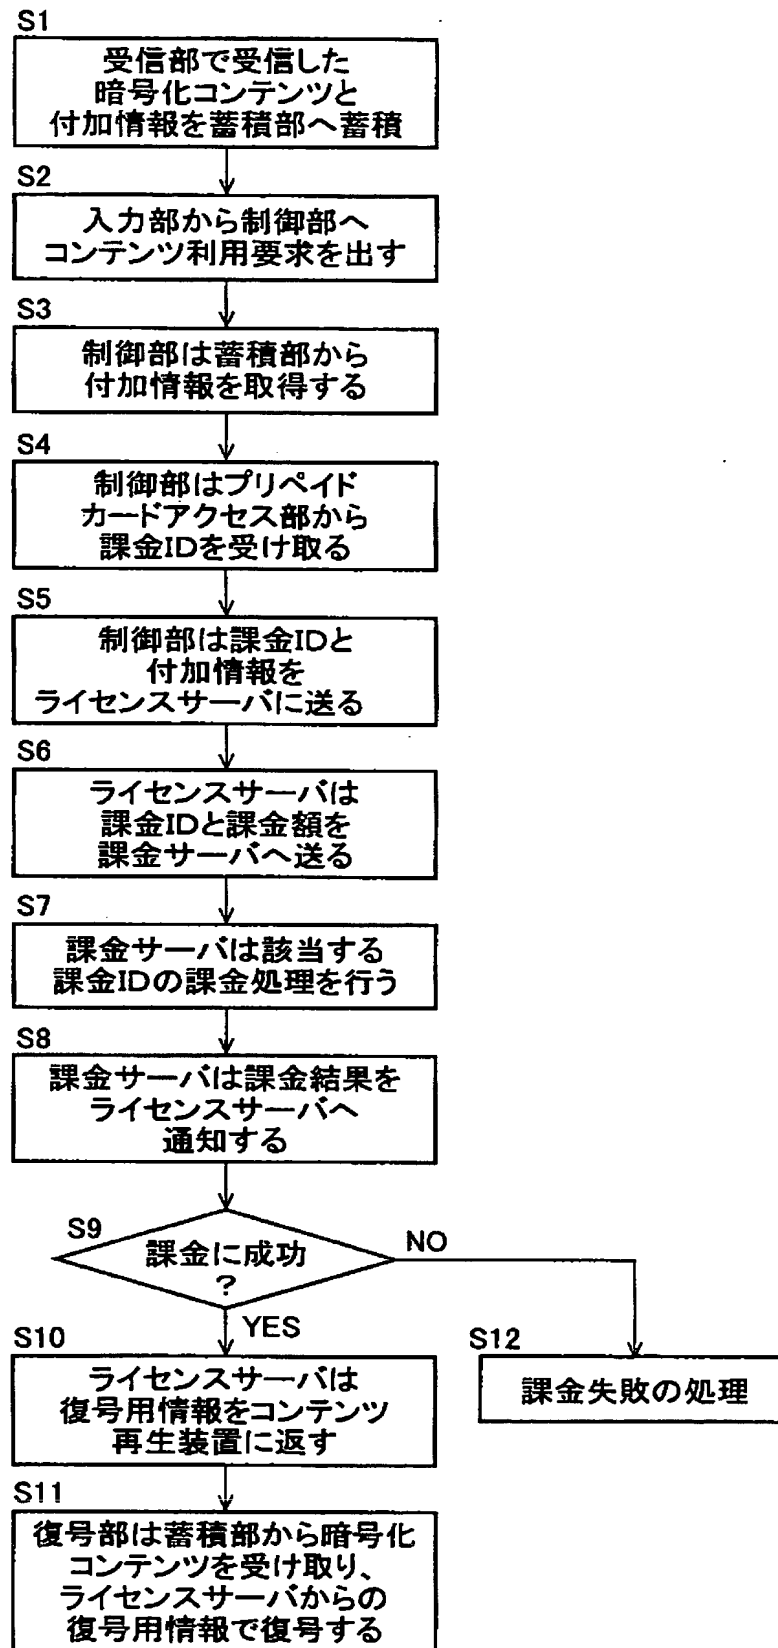 S1
受信部で受信した
暗号化コンテンツと
付加情報を蓄積部へ蓄積
S2
入力部から制御部へ
コンテンツ利用要求を出す
S3
制御部は蓄積部から
付加情報を取得する
S4
制御部はプリペイド
カードアクセス部から
課金IDを受け取る
S5
制御部は課金IDと
付加情報を
ライセンスサーバに送る
S6
ライセンスサーバは
課金IDと課金額を
課金サーバへ送る
S7
課金サーバは該当する
課金IDの課金処理を行う
S8
課金サーバは課金結果を
ライセンスサーバへ
通知する
S9
課金に成功
?
NO
YES
S10
ライセンスサーバは
復号用情報をコンテンツ
再生装置に返す
S12
課金失敗の処理
S11
復号部は蓄積部から暗号化
コンテンツを受け取り、
ライセンスサーバからの
復号用情報で復号する